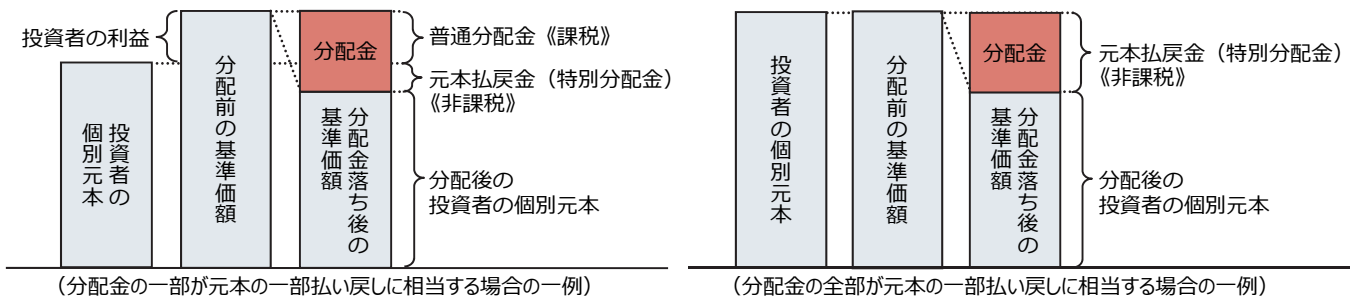 投資者の利益
投資者の
個別元本
分配前の基準価額
分配金
分配金落ち後の
基準価額
普通分配金《課税》
元本払戻金（特別分配金）
《非課税》
分配後の
投資者の個別元本
（分配金の一部が元本の一部払い戻しに相当する場合の一例）
投資者の個別元本
分配前の基準価額
分配金
分配金落ち後の
基準価額
元本払戻金（特別分配金）
《非課税》
分配後の
投資者の個別元本
（分配金の全部が元本の一部払い戻しに相当する場合の一例）